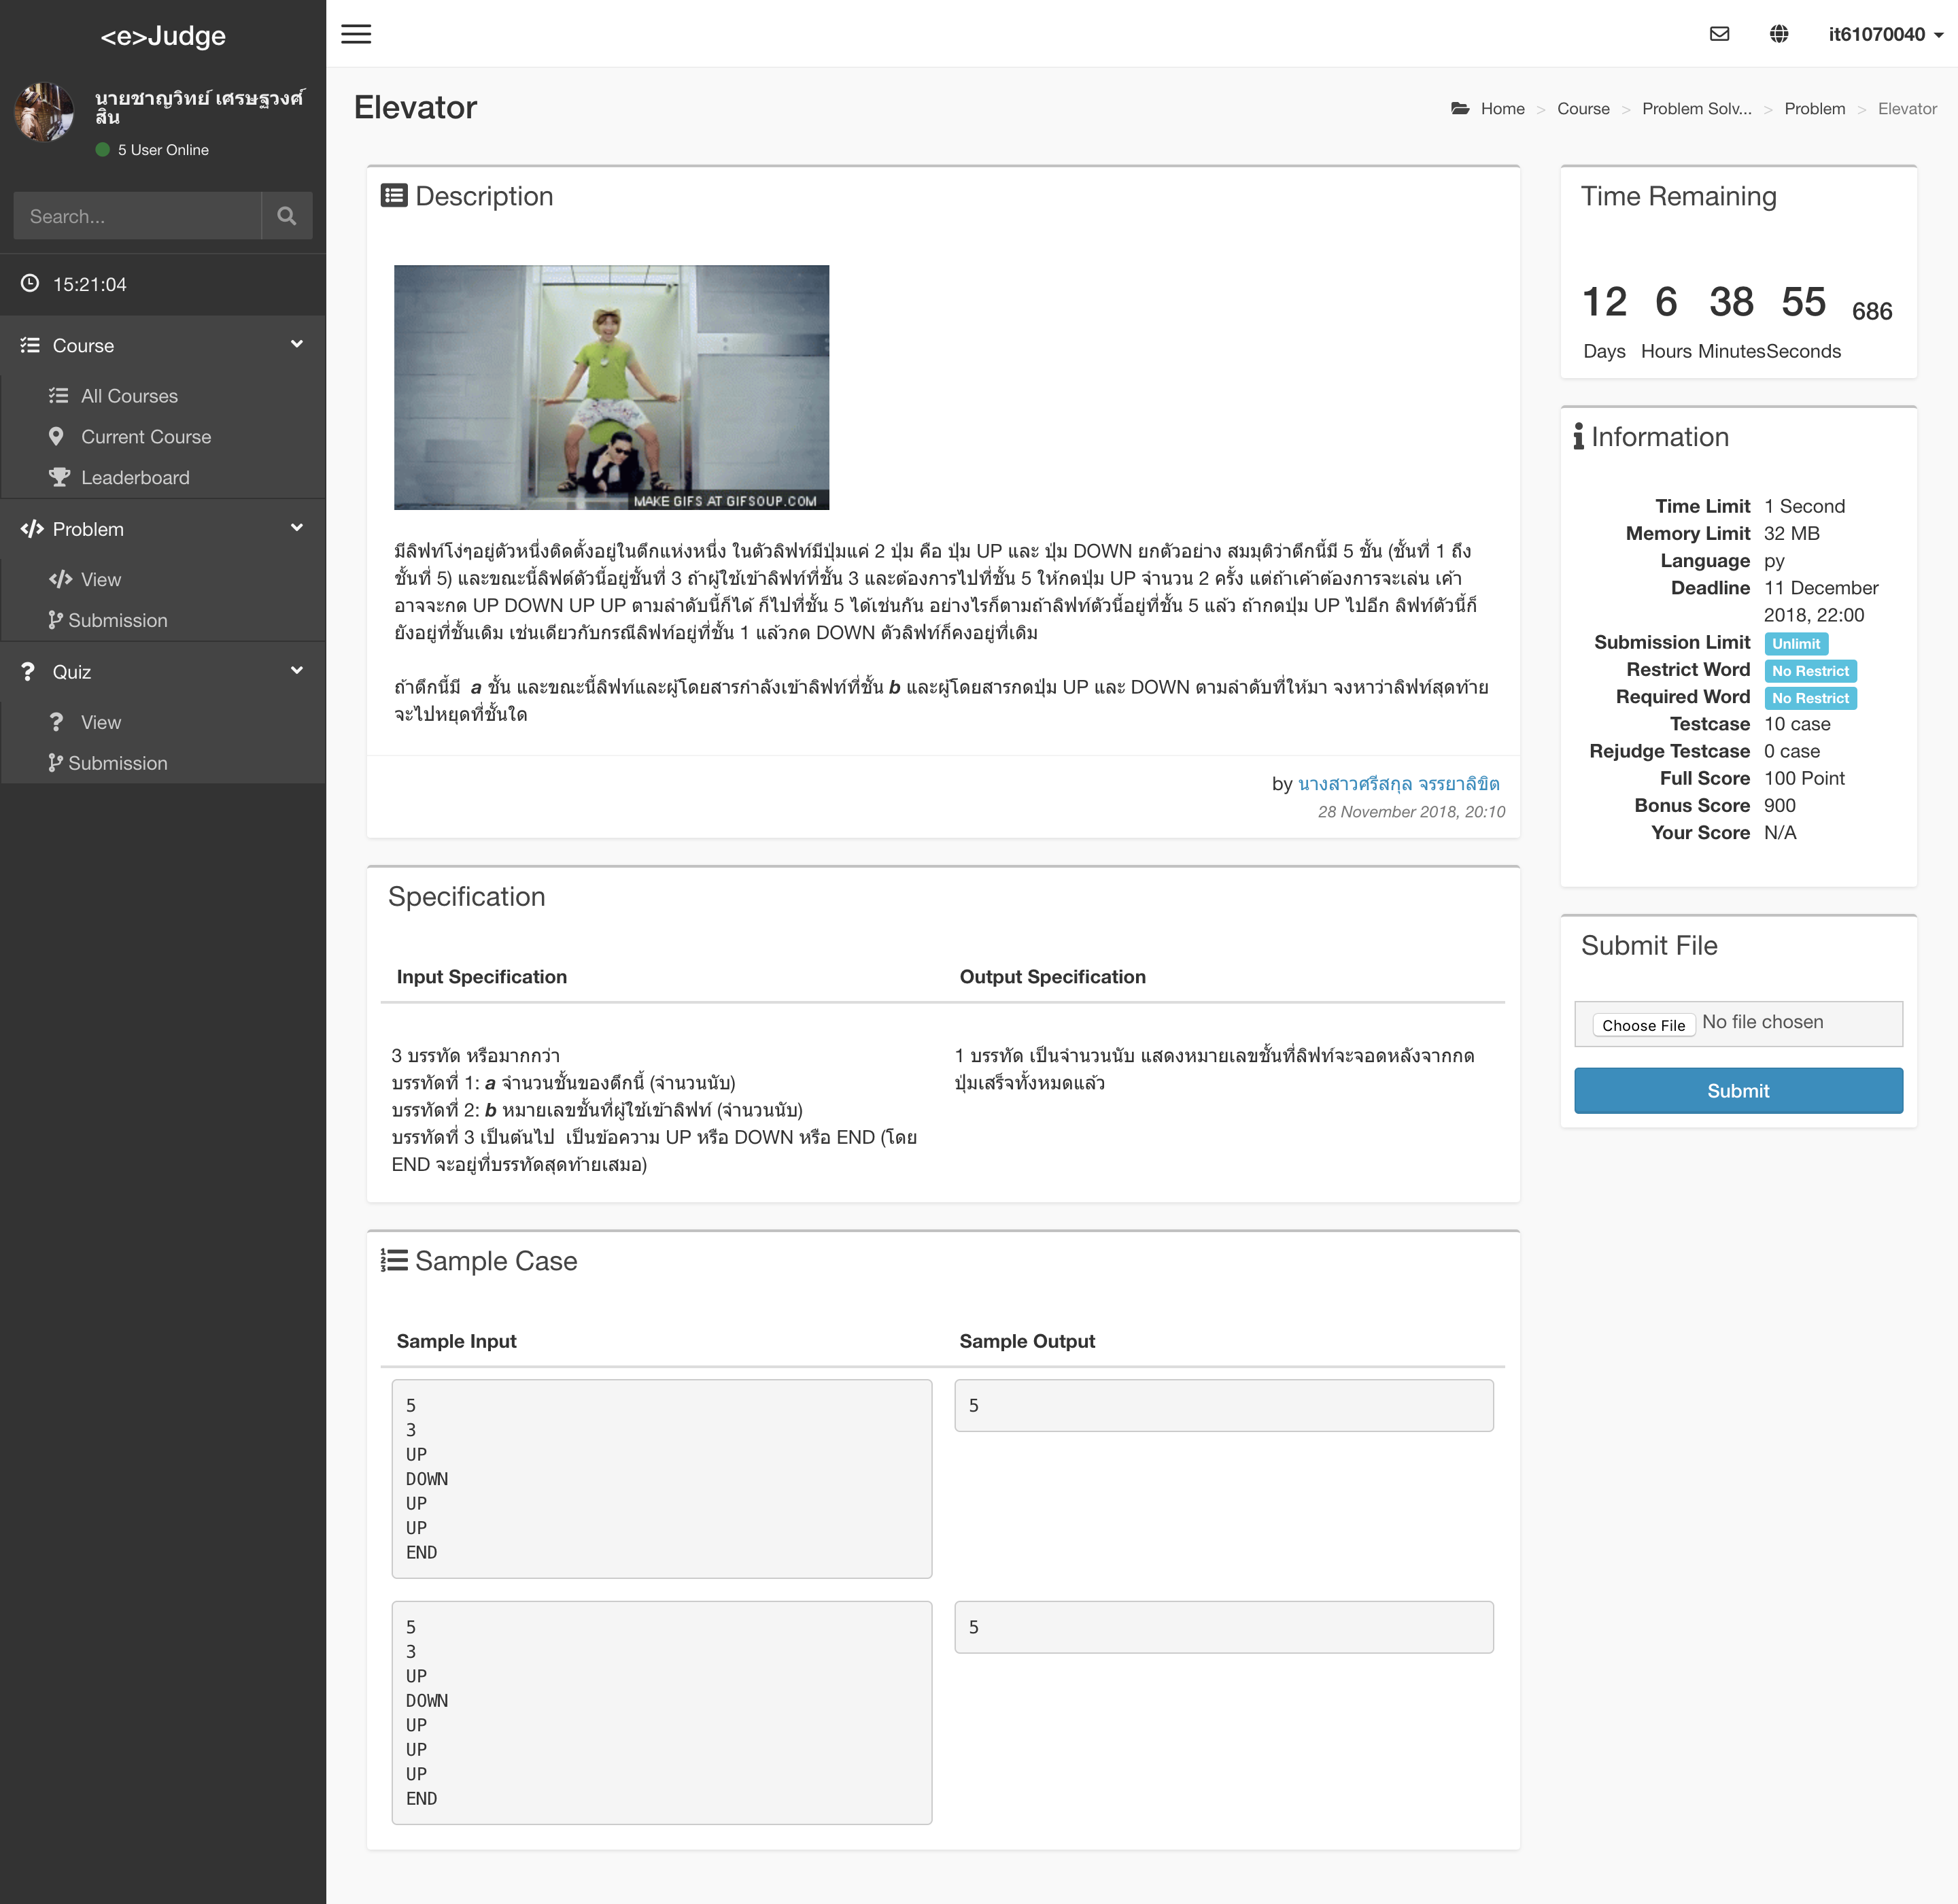 <e>Judge
นายชาญวิทย์ เศรษฐวงศ์
สิน
5 User Online
Search...
15:21:04
Course
All Courses
Current Course
Leaderboard
Problem
View
Submission
Quiz
View
Submission
it61070040
Elevator
Home > Course > Problem Solv... > Problem > Elevator
Description
MAKE GIFS AT GIFSOUP.COM
มีลิฟท์โง่ๆอยู่ตัวหนึ่งติดตั้งอยู่ในตึกแห่งหนึ่ง ในตัวลิฟท์มีปุ่มแค่ 2 ปุ่ม คือ ปุ่ม UP และ ปุ่ม DOWN ยกตัวอย่าง สมมุติว่าตึกนี้มี 5 ชั้น (ชั้นที่ 1 ถึง
ชั้นที่ 5) และขณะนี้ลิฟต์ตัวนี้อยู่ชั้นที่ 3 ถ้าผู้ใช้เข้าลิฟท์ที่ชั้น 3 และต้องการไปที่ชั้น 5 ให้กดปุ่ม UP จำนวน 2 ครั้ง แต่ถ้าเค้าต้องการจะเล่น เค้า
อาจจะกด UP DOWN UP UP ตามลำดับนี้ก็ได้ ก็ไปที่ชั้น 5 ได้เช่นกัน อย่างไรก็ตามถ้าลิฟท์ตัวนี้อยู่ที่ชั้น 5 แล้ว ถ้ากดปุ่ม UP ไปอีก ลิฟท์ตัวนี้ก็
ยังอยู่ที่ชั้นเดิม เช่นเดียวกับกรณีลิฟท์อยู่ที่ชั้น 1 แล้วกด DOWN ตัวลิฟท์ก็คงอยู่ที่เดิม
ถ้าตึกนี้มี a ชั้น และขณะนี้ลิฟท์และผู้โดยสารกำลังเข้าลิฟท์ที่ชั้น b และผู้โดยสารกดปุ่ม UP และ DOWN ตามลำดับที่ให้มา จงหาว่าลิฟท์สุดท้าย
จะไปหยุดที่ชั้นใด
by นางสาวศรีสกุล จรรยาลิขิต
28 November 2018, 20:10
Specification
Input Specification
Output Specification
3 บรรทัด หรือมากกว่า
บรรทัดที่ 1: a จำนวนชั้นของตึกนี้ (จำนวนนับ)
บรรทัดที่ 2: b หมายเลขชั้นที่ผู้ใช้เข้าลิฟท์ (จำนวนนับ)
บรรทัดที่ 3 เป็นต้นไป เป็นข้อความ UP หรือ DOWN หรือ END (โดย
END จะอยู่ที่บรรทัดสุดท้ายเสมอ)
1 บรรทัด เป็นจำนวนนับ แสดงหมายเลขชั้นที่ลิฟท์จะจอดหลังจากกด
ปุ่มเสร็จทั้งหมดแล้ว
Sample Case
Sample Input
Sample Output
5
3
UP
DOWN
UP
UP
END
5
5
3
UP
DOWN
UP
UP
UP
END
5
Time Remaining
12 6 38 55 686
Days Hours Minutes Seconds
Information
Time Limit 1 Second
Memory Limit 32 MB
Language py
Deadline 11 December
2018, 22:00
Submission Limit Unlimit
Restrict Word No Restrict
Required Word No Restrict
Testcase 10 case
Rejudge Testcase 0 case
Full Score 100 Point
Bonus Score 900
Your Score N/A
Submit File
Choose File No file chosen
Submit